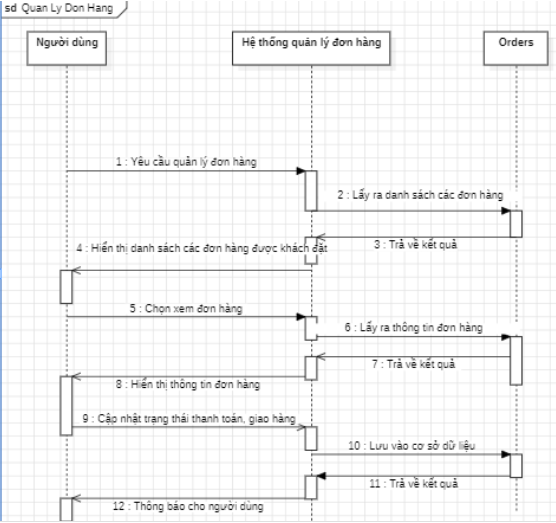 sd Quan Ly Don Hang
Người dùng
Hệ thống quản lý đơn hàng
Orders
1 : Yêu cầu quản lý đơn hàng
2 : Lấy ra danh sách các đơn hàng
3 : Trả về kết quả
4 : Hiển thị danh sách các đơn hàng được khách đặt
5 : Chọn xem đơn hàng
6 : Lấy ra thông tin đơn hàng
7 : Trả về kết quả
8 : Hiển thị thông tin đơn hàng
9 : Cập nhật trạng thái thanh toán, giao hàng
10 : Lưu vào cơ sở dữ liệu
11 : Trả về kết quả
12 : Thông báo cho người dùng